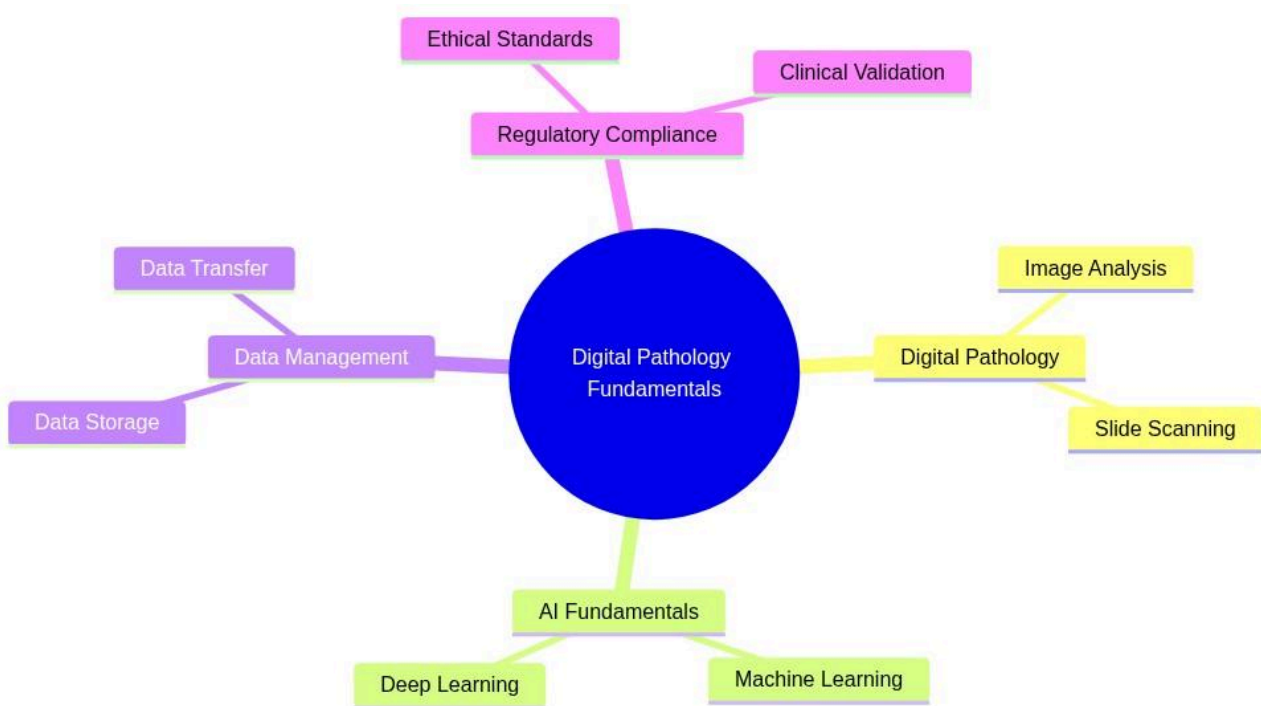 Ethical Standards
Clinical Validation
Regulatory Compliance
Data Transfer
Image Analysis
Data Management
Digital Pathology
Fundamentals
Digital Pathology
Data Storage
Slide Scanning
AI Fundamentals
Deep Learning
Machine Learning